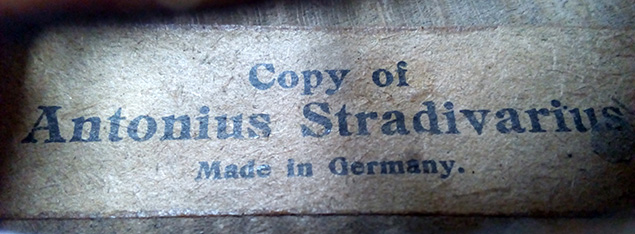 Copy of
Antonius Stradivarius
Made in Germany.